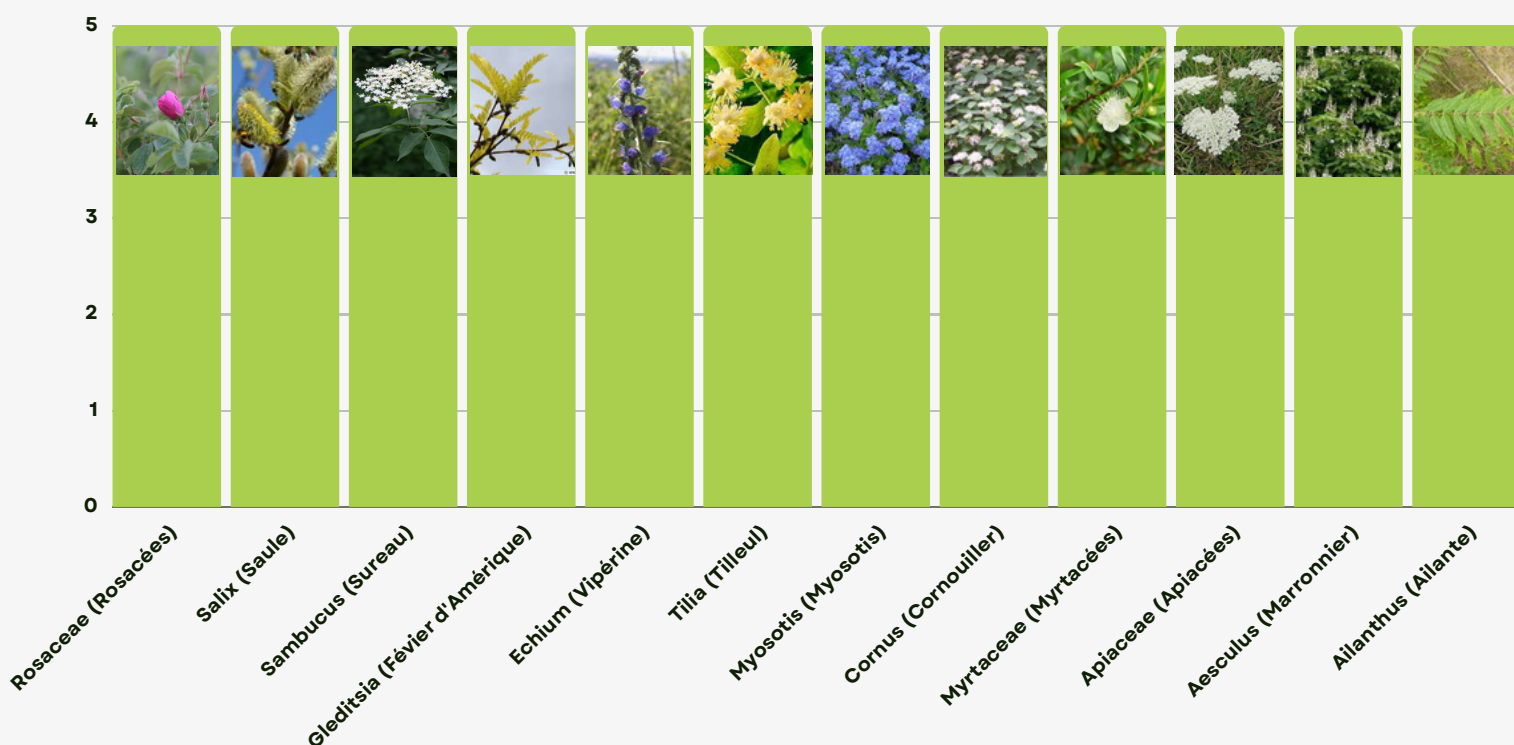 5
4
3
2
1
0
Rosaceae (Rosacées)
Salix (Saule)
Sambucus (Sureau)
Gleditsia (Févier d'Amérique)
Echium (Vipérine)
Tilia (Tilleul)
Myosotis (Myosotis)
Cornus (Cornouiller)
Myrtaceae (Myrtacées)
Apiaceae (Apiacées)
Aesculus (Marronnier)
Ailanthus (Ailante)